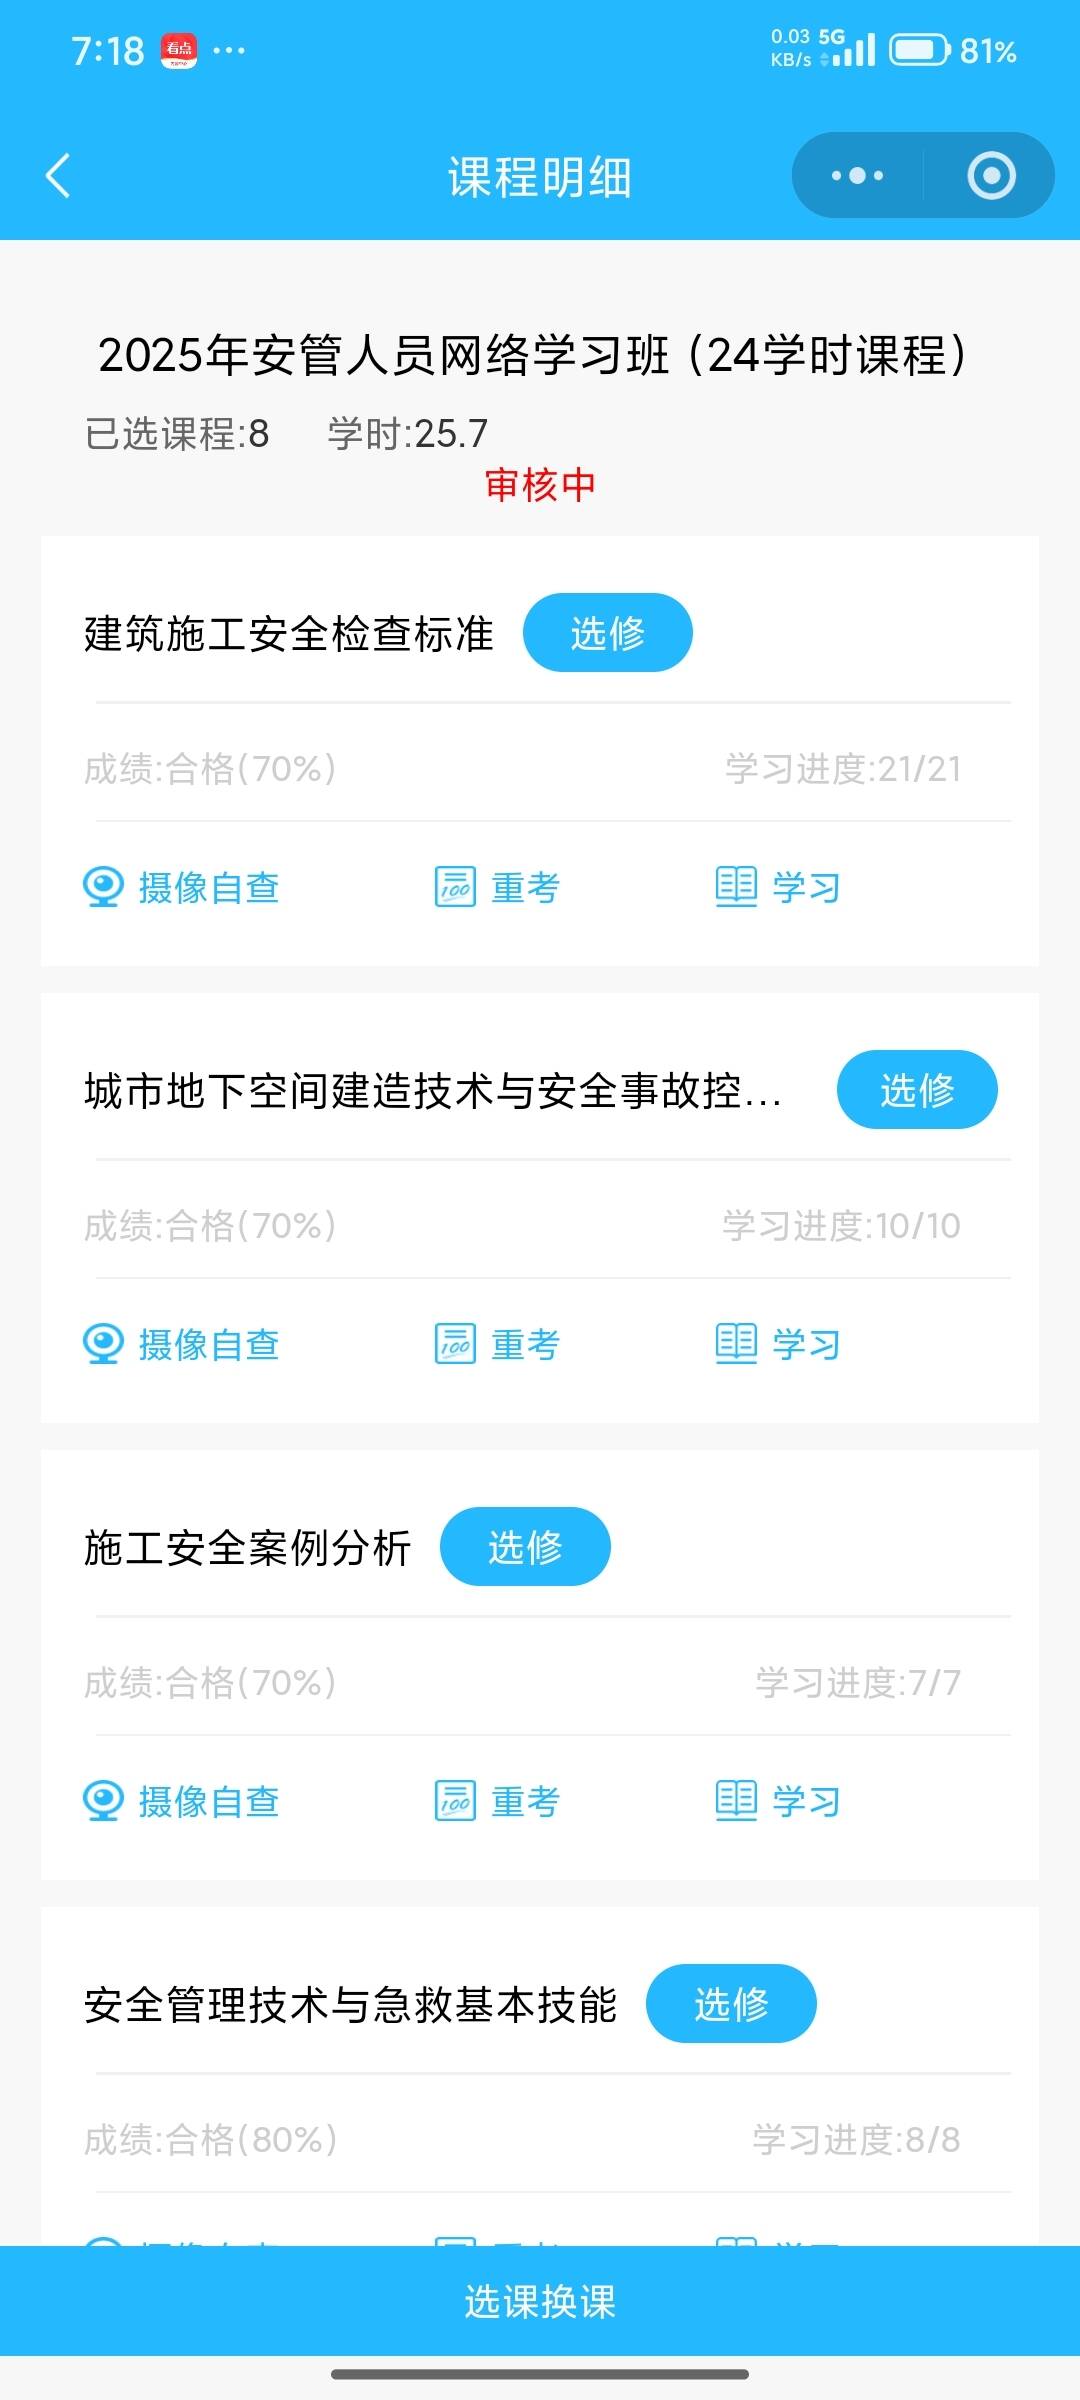 7:18 看点 ··· 0.03 KB/s 5G 81%
课程明细
2025年安管人员网络学习班（24学时课程）
已选课程:8 学时:25.7
审核中
建筑施工安全检查标准 选修
成绩:合格(70%) 学习进度:21/21
摄像自查 100 重考 学习
城市地下空间建造技术与安全事故控... 选修
成绩:合格(70%) 学习进度:10/10
摄像自查 100 重考 学习
施工安全案例分析 选修
成绩:合格(70%) 学习进度:7/7
摄像自查 100 重考 学习
安全管理技术与急救基本技能 选修
成绩:合格(80%) 学习进度:8/8
选课换课